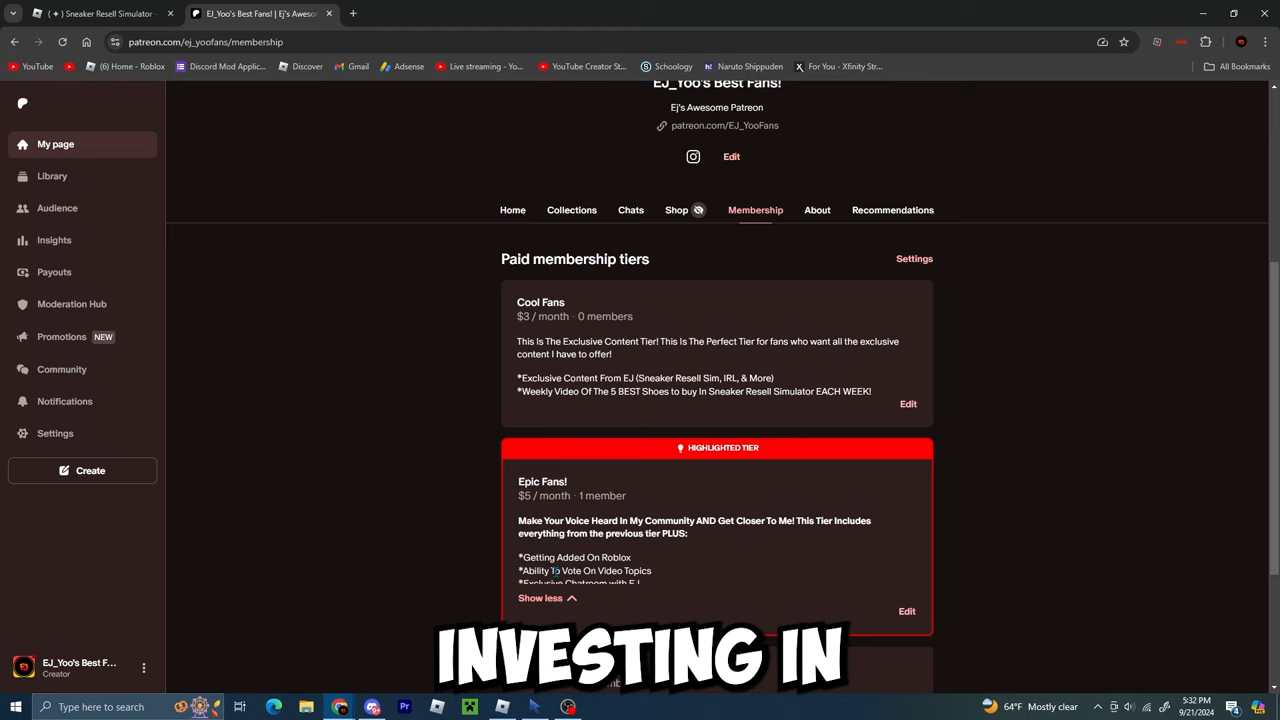 ( ✦ ) Sneaker Resell Simulator -
EJ_Yoo's Best Fans! | Ej's Awesom
patreon.com/ej_yoofans/membership
YouTube
(6) Home - Roblox
Discord Mod Applic...
Discover
Gmail
Adsense
Live streaming - Yo...
YouTube Creator St...
Schoology
Naruto Shippuden
For You - Xfinity Str...
All Bookmarks
EJ_Yoo's Best Fans!
Ej's Awesome Patreon
patreon.com/EJ_YooFans
Edit
My page
Library
Audience
Insights
Payouts
Moderation Hub
Promotions NEW
Community
Notifications
Settings
Create
Home
Collections
Chats
Shop
Membership
About
Recommendations
Paid membership tiers
Settings
Cool Fans
$3 / month · 0 members
This Is The Exclusive Content Tier! This Is The Perfect Tier for fans who want all the exclusive
content I have to offer!
*Exclusive Content From EJ (Sneaker Resell Sim, IRL, & More)
*Weekly Video Of The 5 BEST Shoes to buy In Sneaker Resell Simulator EACH WEEK!
Edit
HIGHLIGHTED TIER
Epic Fans!
$5 / month · 1 member
Make Your Voice Heard In My Community AND Get Closer To Me! This Tier Includes
everything from the previous tier PLUS:
*Getting Added On Roblox
*Ability To Vote On Video Topics
*Exclusive Chatroom with EJ
Show less
Edit
INVESTING IN
EJ_Yoo's Best F...
Creator
Type here to search
64°F Mostly clear
5:32 PM
9/21/2024
4